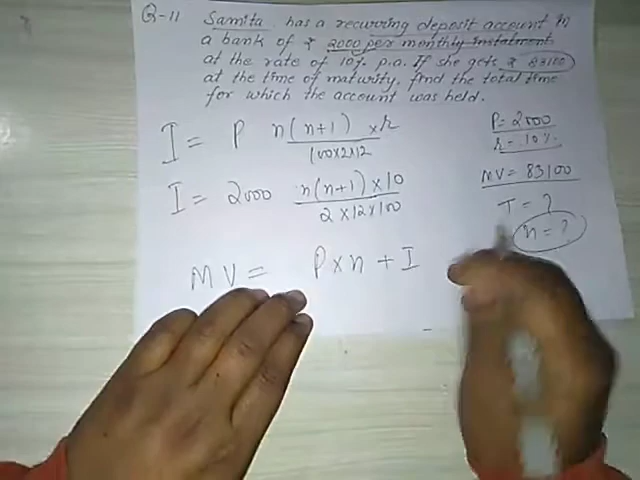 Q-11 Samita has a recurring deposit account in
a bank of ₹ 2000 per monthly instalment
at the rate of 10% p.a. If she gets ₹ 83100
at the time of maturity, find the total time
for which the account was held.
I = P n(n+1) × r
100×2×12
I = 2000 n(n+1) × 10
2 × 12 × 100
MV = P × n + I
P = 2000
r = 10%
MV = 83100
T = ?
n = ?